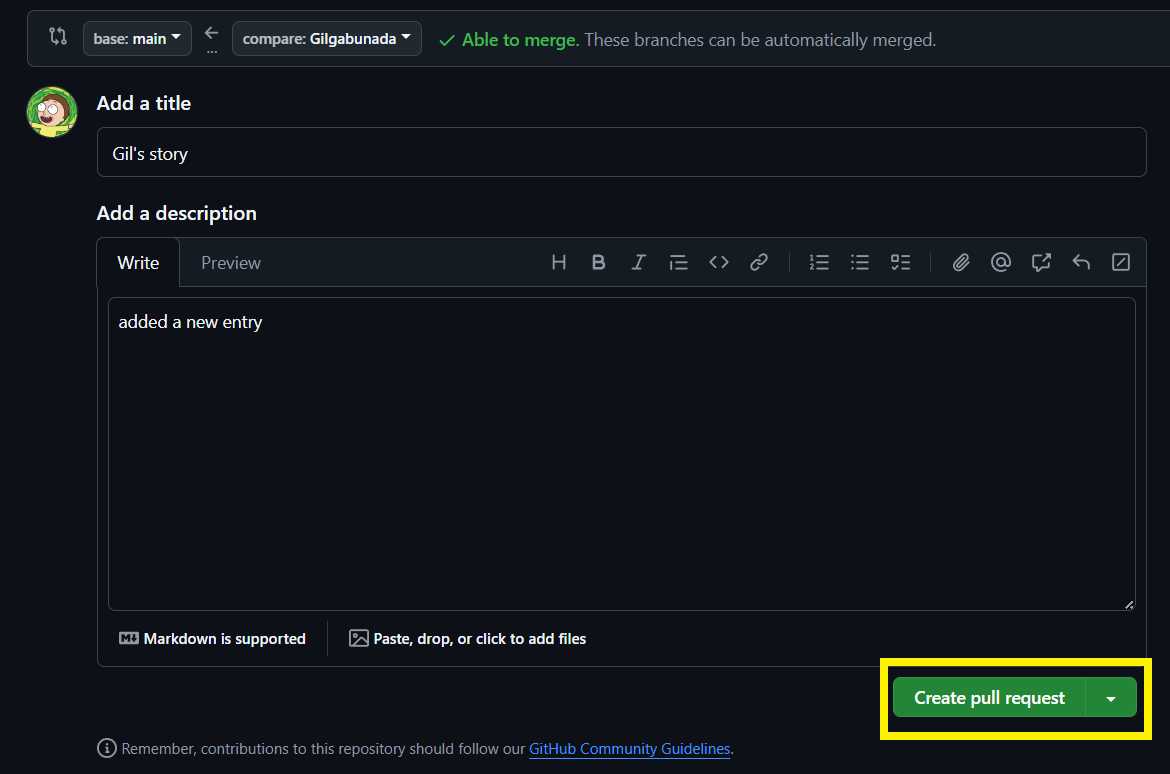 base: main compare: Gilgabunada Able to merge. These branches can be automatically merged.
Add a title
Gil's story
Add a description
Write Preview
added a new entry
Markdown is supported Paste, drop, or click to add files
Create pull request
Remember, contributions to this repository should follow our GitHub Community Guidelines.